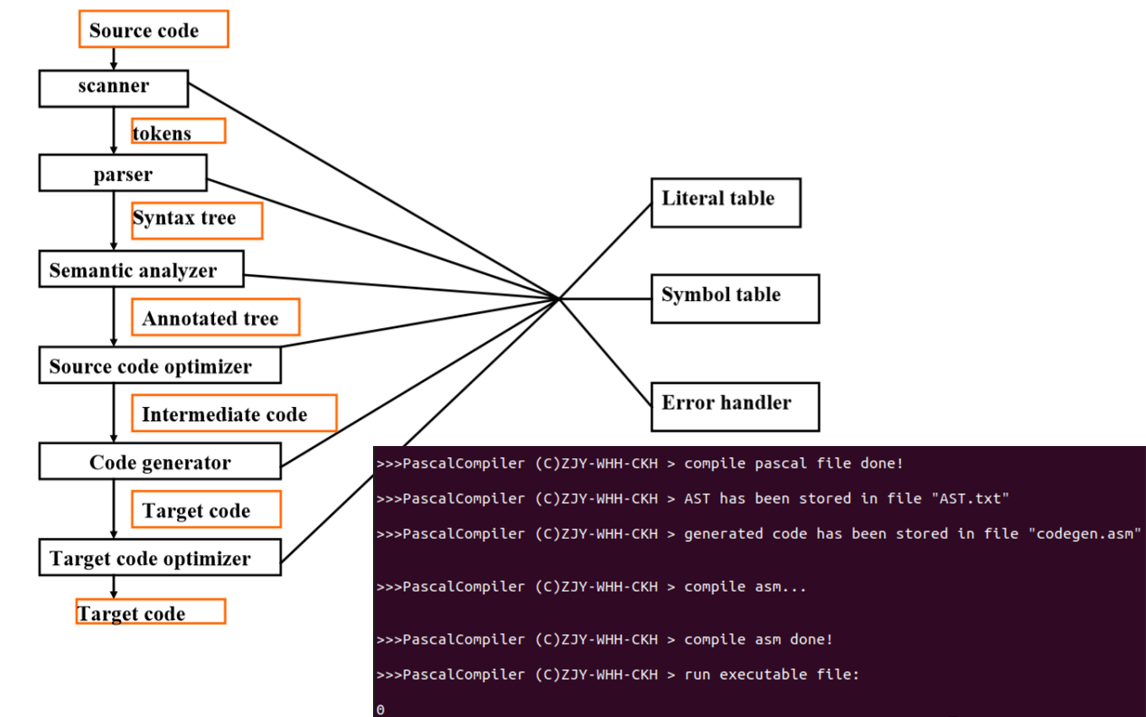 Source code
scanner
tokens
parser
Syntax tree
Semantic analyzer
Annotated tree
Source code optimizer
Intermediate code
Code generator
Target code
Target code optimizer
Target code
Literal table
Symbol table
Error handler
>>>PascalCompiler (C)ZJY-WHH-CKH > compile pascal file done!
>>>PascalCompiler (C)ZJY-WHH-CKH > AST has been stored in file "AST.txt"
>>>PascalCompiler (C)ZJY-WHH-CKH > generated code has been stored in file "codegen.asm"
>>>PascalCompiler (C)ZJY-WHH-CKH > compile asm...
>>>PascalCompiler (C)ZJY-WHH-CKH > compile asm done!
>>>PascalCompiler (C)ZJY-WHH-CKH > run executable file:
0